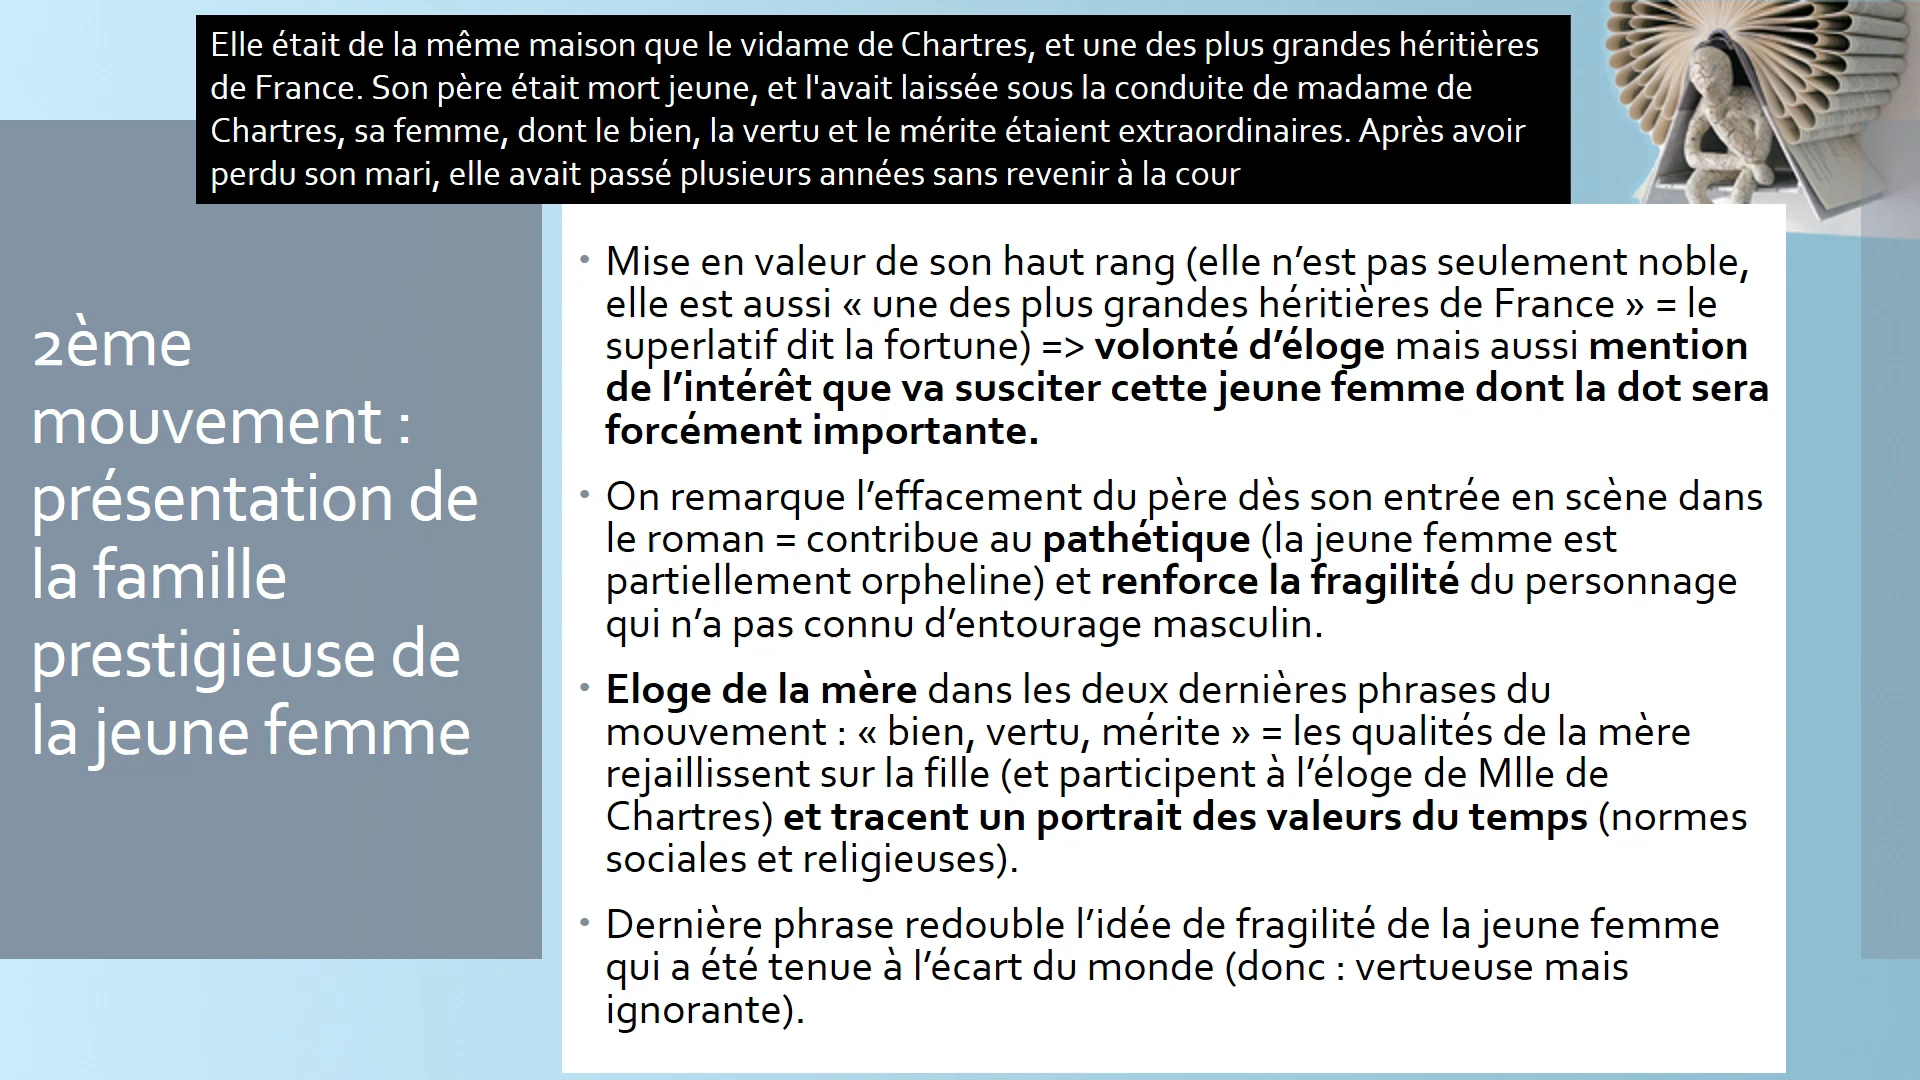 Elle était de la même maison que le vidame de Chartres, et une des plus grandes héritières
de France. Son père était mort jeune, et l'avait laissée sous la conduite de madame de
Chartres, sa femme, dont le bien, la vertu et le mérite étaient extraordinaires. Après avoir
perdu son mari, elle avait passé plusieurs années sans revenir à la cour
2ème
mouvement :
présentation de
la famille
prestigieuse de
la jeune femme
• Mise en valeur de son haut rang (elle n’est pas seulement noble,
elle est aussi « une des plus grandes héritières de France » = le
superlatif dit la fortune) => volonté d’éloge mais aussi mention
de l’intérêt que va susciter cette jeune femme dont la dot sera
forcément importante.
• On remarque l’effacement du père dès son entrée en scène dans
le roman = contribue au pathétique (la jeune femme est
partiellement orpheline) et renforce la fragilité du personnage
qui n’a pas connu d’entourage masculin.
• Eloge de la mère dans les deux dernières phrases du
mouvement : « bien, vertu, mérite » = les qualités de la mère
rejaillissent sur la fille (et participent à l’éloge de Mlle de
Chartres) et tracent un portrait des valeurs du temps (normes
sociales et religieuses).
• Dernière phrase redouble l’idée de fragilité de la jeune femme
qui a été tenue à l’écart du monde (donc : vertueuse mais
ignorante).